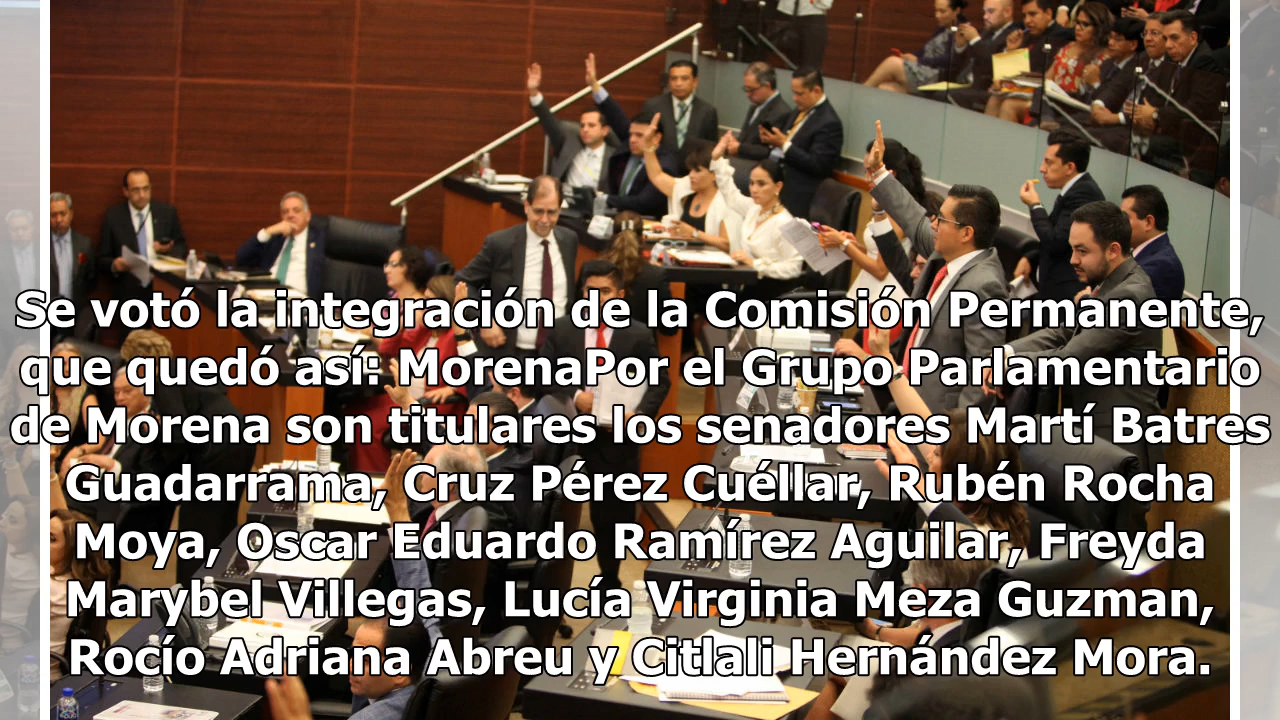 Se votó la integración de la Comisión Permanente,
que quedó así: MorenaPor el Grupo Parlamentario
de Morena son titulares los senadores Martí Batres
Guadarrama, Cruz Pérez Cuéllar, Rubén Rocha
Moya, Oscar Eduardo Ramírez Aguilar, Freyda
Marybel Villegas, Lucía Virginia Meza Guzman,
Rocío Adriana Abreu y Citlali Hernández Mora.